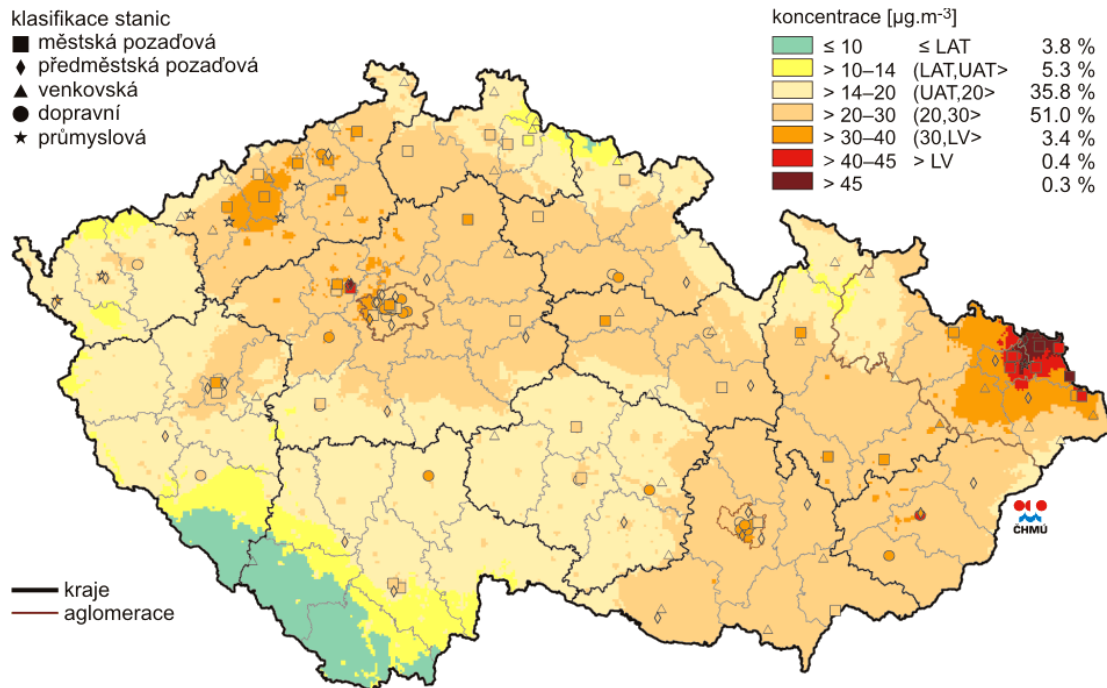 klasifikace stanic
městská pozaďová
předměstská pozaďová
venkovská
dopravní
průmyslová
koncentrace [µg.m⁻³]
≤ 10 ≤ LAT 3.8 %
> 10–14 (LAT,UAT> 5.3 %
> 14–20 (UAT,20> 35.8 %
> 20–30 (20,30> 51.0 %
> 30–40 (30,LV> 3.4 %
> 40–45 > LV 0.4 %
> 45 0.3 %
ČHMÚ
kraje
aglomerace